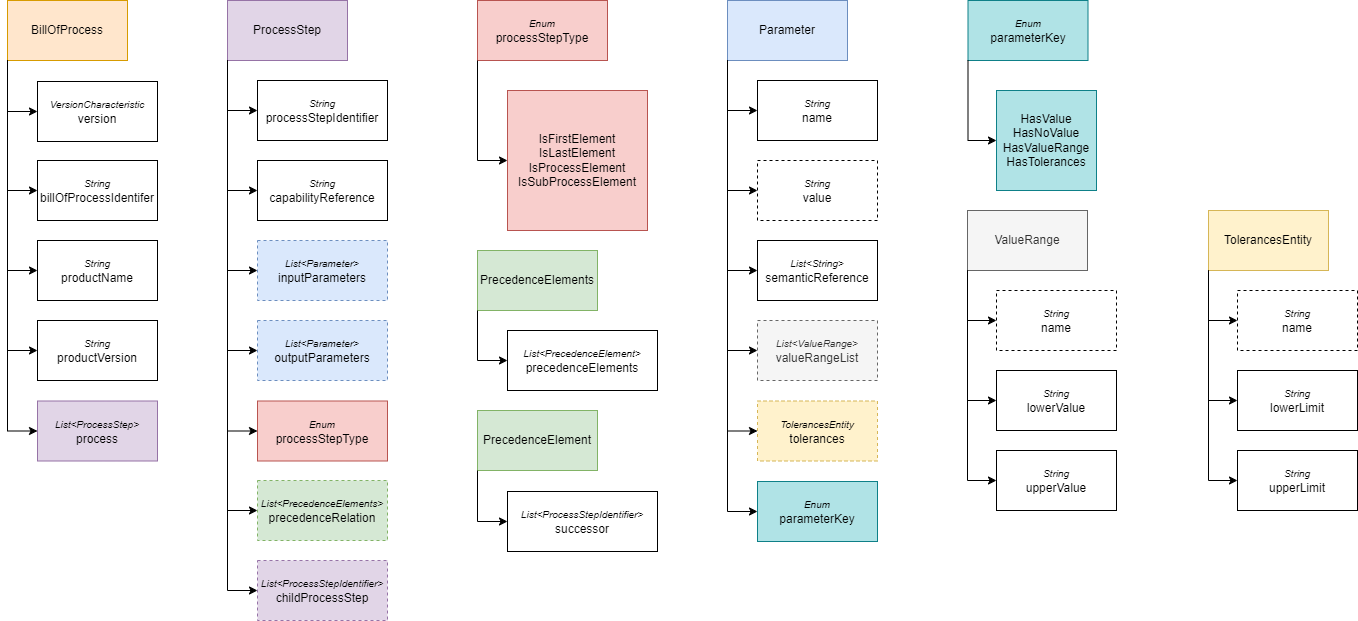 BillOfProcess
VersionCharacteristic
version
String
billOfProcessIdentifer
String
productName
String
productVersion
List<ProcessStep>
process
ProcessStep
String
processStepIdentifier
String
capabilityReference
List<Parameter>
inputParameters
List<Parameter>
outputParameters
Enum
processStepType
List<PrecedenceElements>
precedenceRelation
List<ProcessStepIdentifier>
childProcessStep
Enum
processStepType
IsFirstElement
IsLastElement
IsProcessElement
IsSubProcessElement
PrecedenceElements
List<PrecedenceElement>
precedenceElements
PrecedenceElement
List<ProcessStepIdentifier>
successor
Parameter
String
name
String
value
List<String>
semanticReference
List<ValueRange>
valueRangeList
TolerancesEntity
tolerances
Enum
parameterKey
Enum
parameterKey
HasValue
HasNoValue
HasValueRange
HasTolerances
ValueRange
String
name
String
lowerValue
String
upperValue
TolerancesEntity
String
name
String
lowerLimit
String
upperLimit